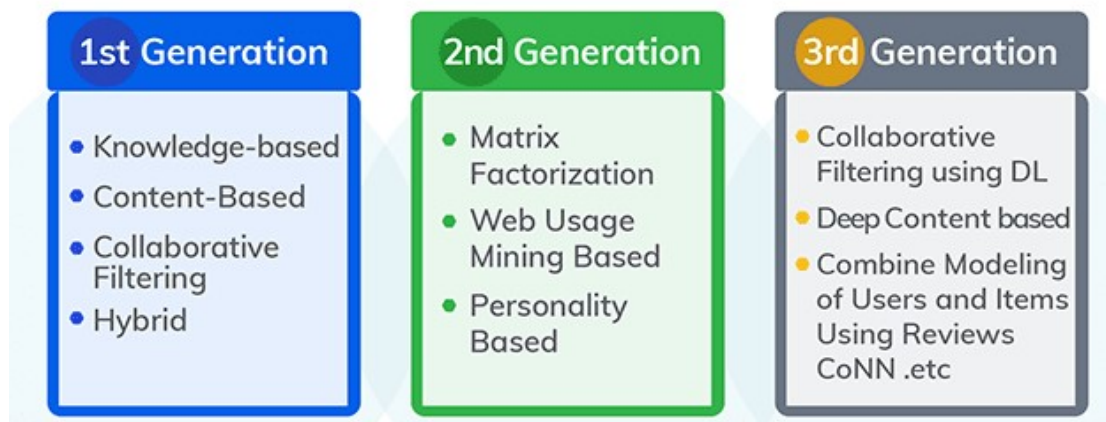 1st Generation
Knowledge-based
Content-Based
Collaborative
Filtering
Hybrid
2nd Generation
Matrix
Factorization
Web Usage
Mining Based
Personality
Based
3rd Generation
Collaborative
Filtering using DL
Deep Content based
Combine Modeling
of Users and Items
Using Reviews
CoNN .etc